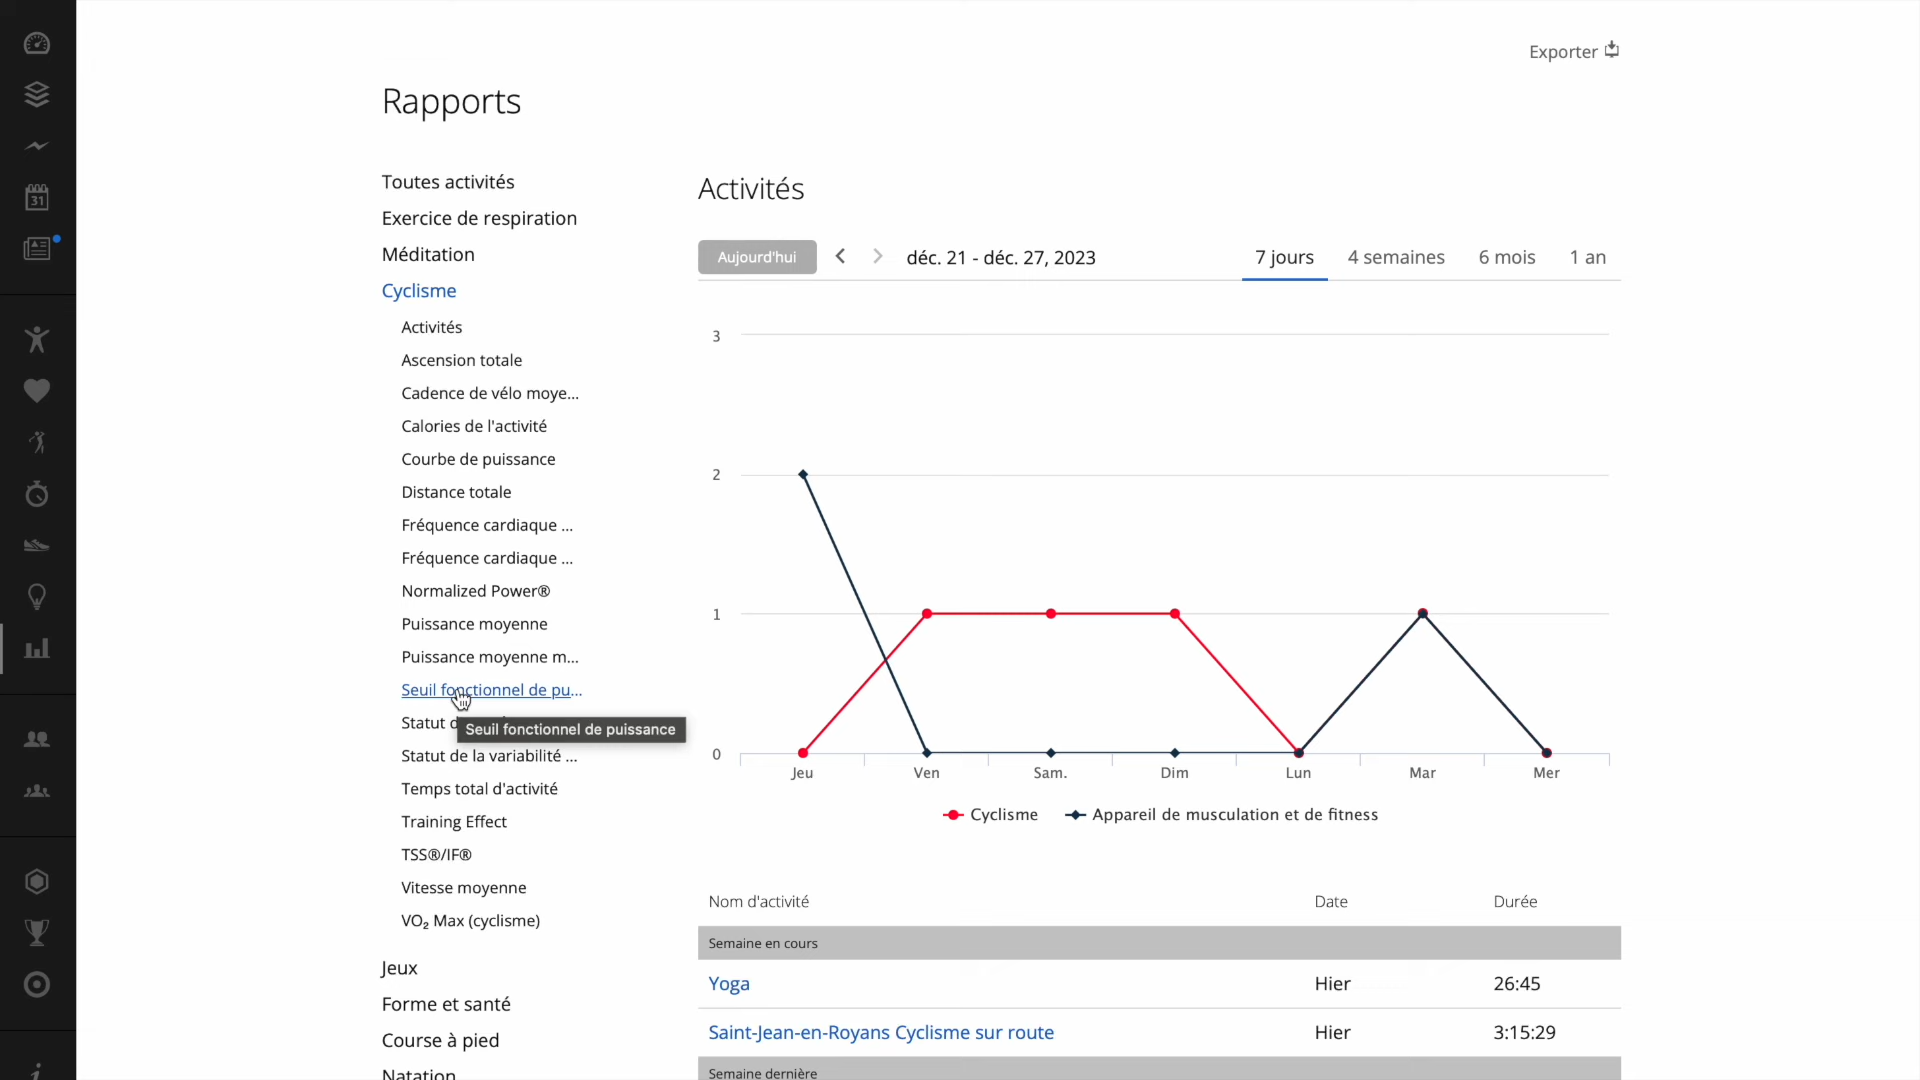 Exporter
Rapports
Toutes activités
Exercice de respiration
Méditation
Cyclisme
Activités
Ascension totale
Cadence de vélo moye...
Calories de l'activité
Courbe de puissance
Distance totale
Fréquence cardiaque ...
Fréquence cardiaque ...
Normalized Power®
Puissance moyenne
Puissance moyenne m...
Seuil fonctionnel de pu...
Statut
Seuil fonctionnel de puissance
Statut de la variabilité ...
Temps total d'activité
Training Effect
TSS®/IF®
Vitesse moyenne
VO₂ Max (cyclisme)
Jeux
Forme et santé
Course à pied
Natation
Activités
Aujourd'hui
déc. 21 - déc. 27, 2023
7 jours 4 semaines 6 mois 1 an
3
2
1
0
Jeu Ven Sam. Dim Lun Mar Mer
Cyclisme Appareil de musculation et de fitness
Nom d'activité Date Durée
Semaine en cours
Yoga Hier 26:45
Saint-Jean-en-Royans Cyclisme sur route Hier 3:15:29
Semaine dernière
31